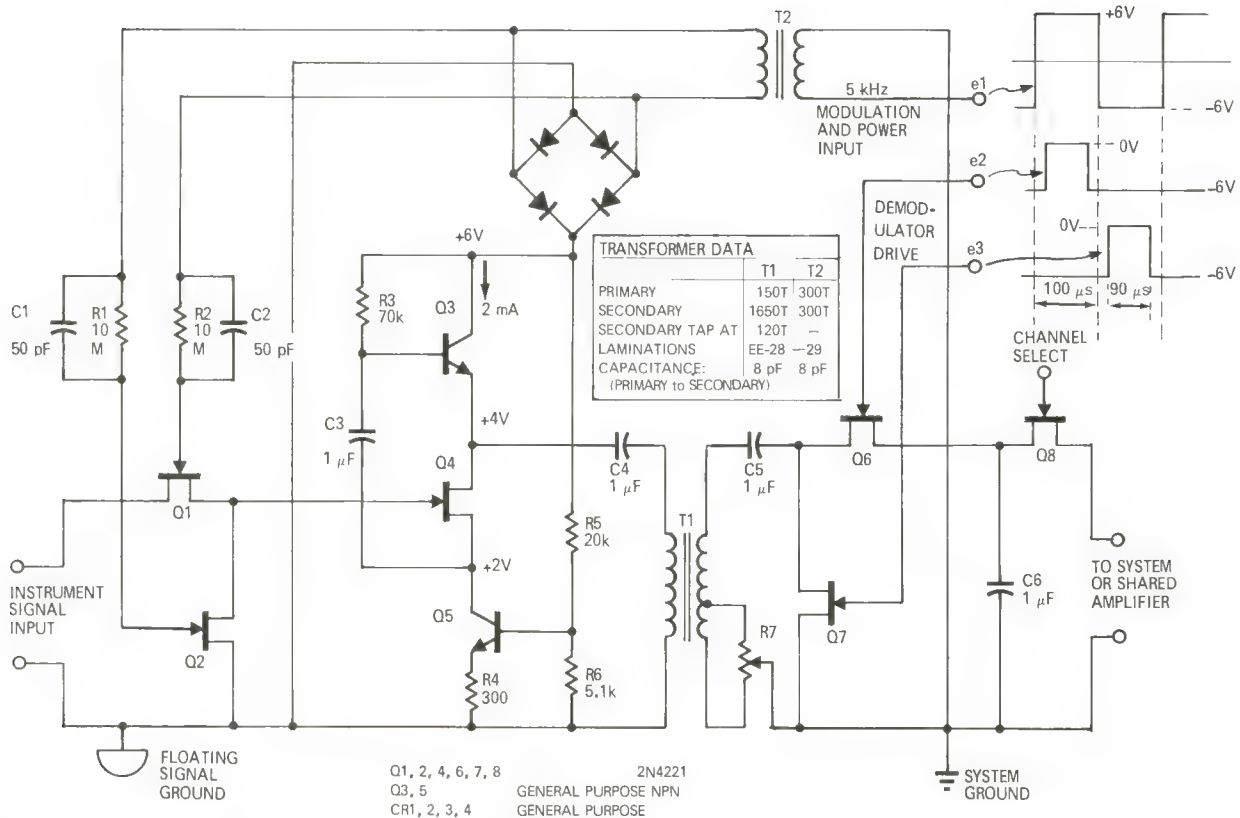 T2
+6V
e1
5 kHz
MODULATION
AND POWER
INPUT
-6V
e2
0V
-6V
DEMOD-
ULATOR
DRIVE
e3
0V
-6V
100 μs
90 μs
CHANNEL
SELECT
+6V
2 mA
TRANSFORMER DATA
T1 T2
PRIMARY 150T 300T
SECONDARY 1650T 300T
SECONDARY TAP AT 120T –
LAMINATIONS EE-28 —29
CAPACITANCE: 8 pF 8 pF
(PRIMARY to SECONDARY)
C1
50 pF
R1
10
M
R2
10
M
C2
50 pF
R3
70k
Q3
C3
1 μF
+4V
Q4
C4
1 μF
C5
1 μF
Q6
Q8
Q1
+2V
R5
20k
T1
INSTRUMENT
SIGNAL
INPUT
Q5
R7
Q7
C6
1 μF
TO SYSTEM
OR SHARED
AMPLIFIER
Q2
R4
300
R6
5.1k
FLOATING
SIGNAL
GROUND
SYSTEM
GROUND
Q1, 2, 4, 6, 7, 8 2N4221
Q3, 5 GENERAL PURPOSE NPN
CR1, 2, 3, 4 GENERAL PURPOSE